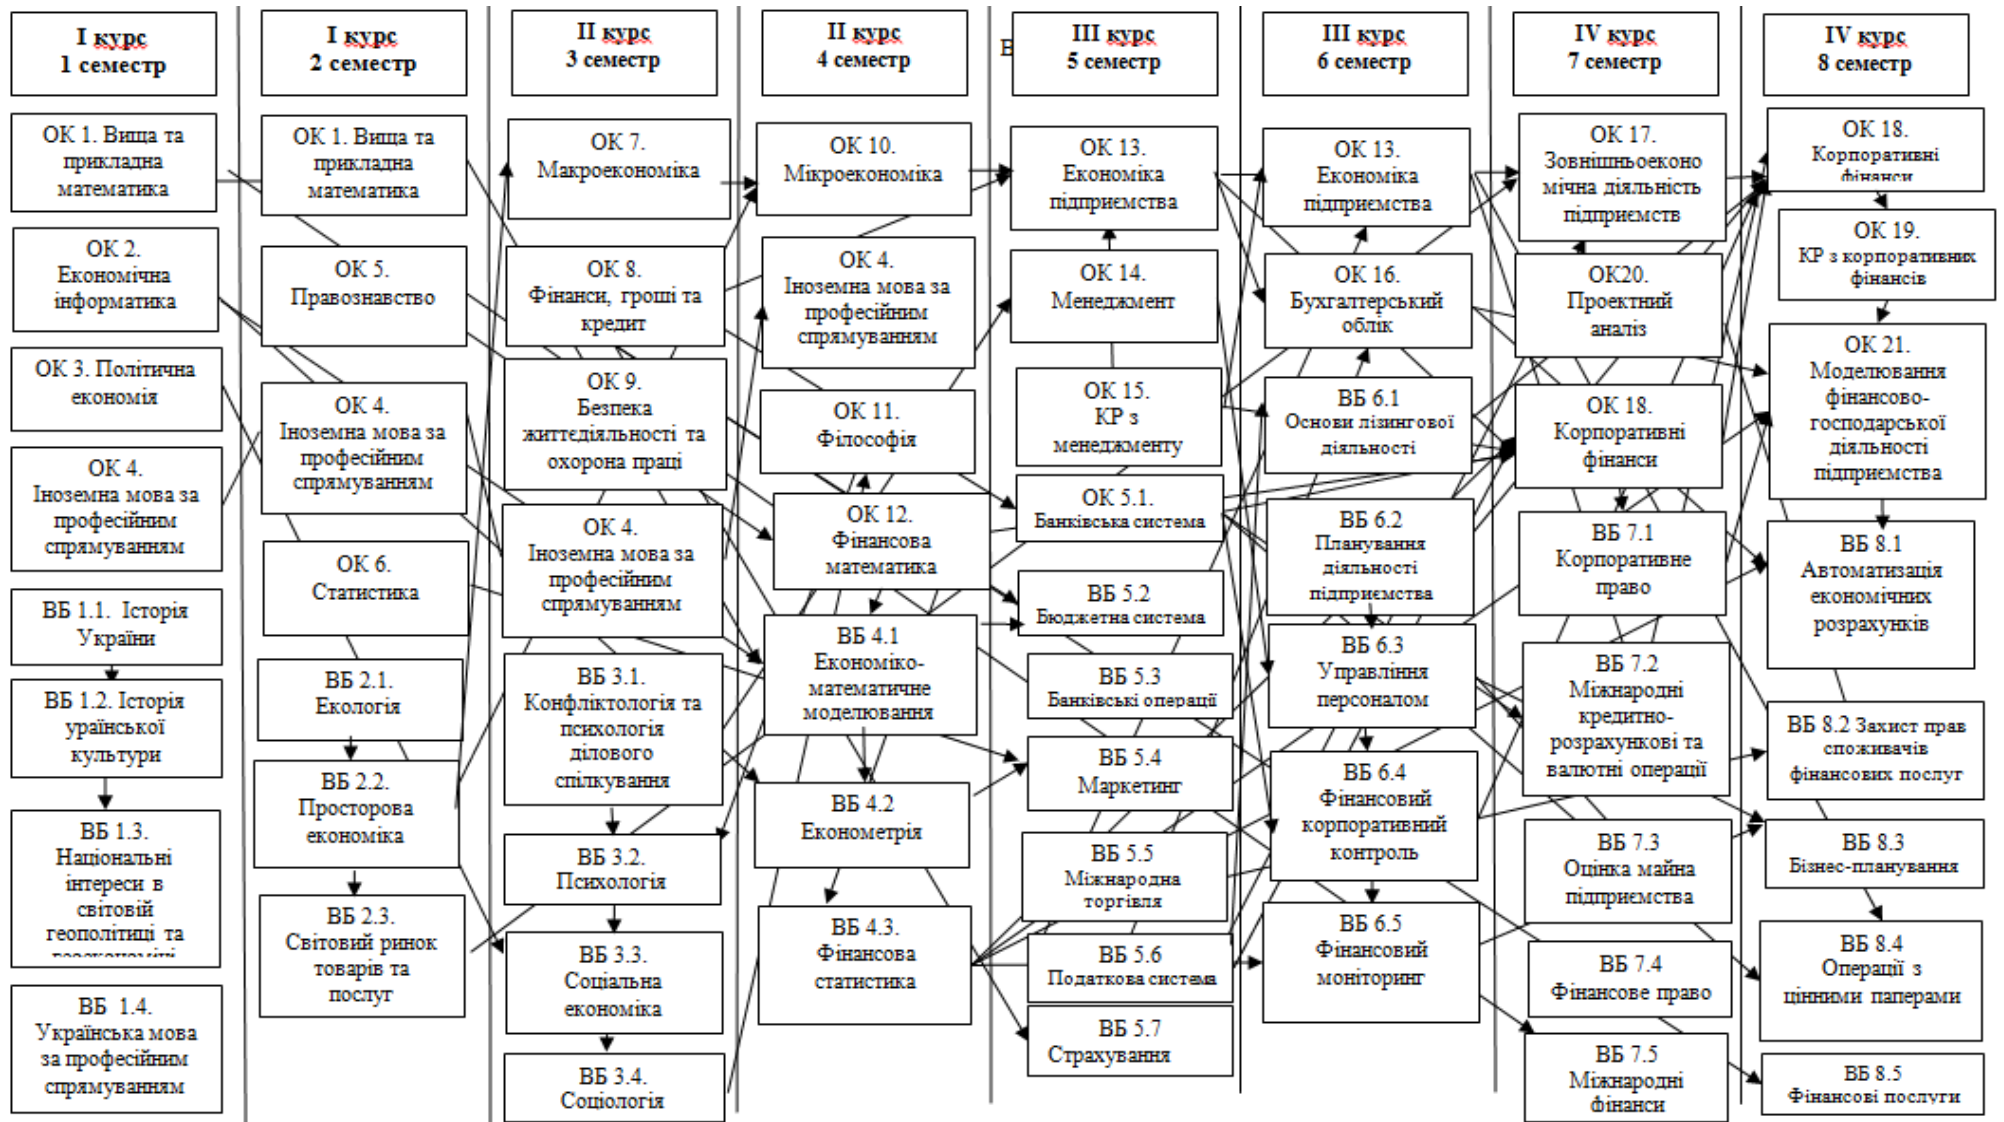 І курс
1 семестр
ОК 1. Вища та
прикладна
математика
ОК 2.
Економічна
інформатика
ОК 3. Політична
економія
ОК 4.
Іноземна мова за
професійним
спрямуванням
ВБ 1.1. Історія
України
ВБ 1.2. Історія
ураїнської
культури
ВБ 1.3.
Національні
інтереси в
світовій
геополітиці та
ВБ 1.4.
Українська мова
за професійним
спрямуванням
І курс
2 семестр
ОК 1. Вища та
прикладна
математика
ОК 5.
Правознавство
ОК 4.
Іноземна мова за
професійним
спрямуванням
ОК 6.
Статистика
ВБ 2.1.
Екологія
ВБ 2.2.
Просторова
економіка
ВБ 2.3.
Світовий ринок
товарів та
послуг
ІІ курс
3 семестр
ОК 7.
Макроекономіка
ОК 8.
Фінанси, гроші та
кредит
ОК 9.
Безпека
життєдіяльності та
охорона праці
ОК 4.
Іноземна мова за
професійним
спрямуванням
ВБ 3.1.
Конфліктологія та
психологія
ділового
спілкування
ВБ 3.2.
Психологія
ВБ 3.3.
Соціальна
економіка
ВБ 3.4.
Соціологія
ІІ курс
4 семестр
ОК 10.
Мікроекономіка
ОК 4.
Іноземна мова за
професійним
спрямуванням
ОК 11.
Філософія
ОК 12.
Фінансова
математика
ВБ 4.1
Економіко-
математичне
моделювання
ВБ 4.2
Економетрія
ВБ 4.3.
Фінансова
статистика
В
ІІІ курс
5 семестр
ОК 13.
Економіка
підприємства
ОК 14.
Менеджмент
ОК 15.
КР з
менеджменту
ОК 5.1.
Банківська система
ВБ 5.2
Бюджетна система
ВБ 5.3
Банківські операції
ВБ 5.4
Маркетинг
ВБ 5.5
Міжнародна
торгівля
ВБ 5.6
Податкова система
ВБ 5.7
Страхування
ІІІ курс
6 семестр
ОК 13.
Економіка
підприємства
ОК 16.
Бухгалтерський
облік
ВБ 6.1
Основи лізингової
діяльності
ВБ 6.2
Планування
діяльності
підприємства
ВБ 6.3
Управління
персоналом
ВБ 6.4
Фінансовий
корпоративний
контроль
ВБ 6.5
Фінансовий
моніторинг
IV курс
7 семестр
ОК 17.
Зовнішньоеконо
мічна діяльність
підприємств
ОК20.
Проектний
аналіз
ОК 18.
Корпоративні
фінанси
ВБ 7.1
Корпоративне
право
ВБ 7.2
Міжнародні
кредитно-
розрахункові та
валютні операції
ВБ 7.3
Оцінка майна
підприємства
ВБ 7.4
Фінансове право
ВБ 7.5
Міжнародні
фінанси
IV курс
8 семестр
ОК 18.
Корпоративні
фінанси
ОК 19.
КР з корпоративних
фінансів
ОК 21.
Моделювання
фінансово-
господарської
діяльності
підприємства
ВБ 8.1
Автоматизація
економічних
розрахунків
ВБ 8.2 Захист прав
споживачів
фінансових послуг
ВБ 8.3
Бізнес-планування
ВБ 8.4
Операції з
цінними паперами
ВБ 8.5
Фінансові послуги